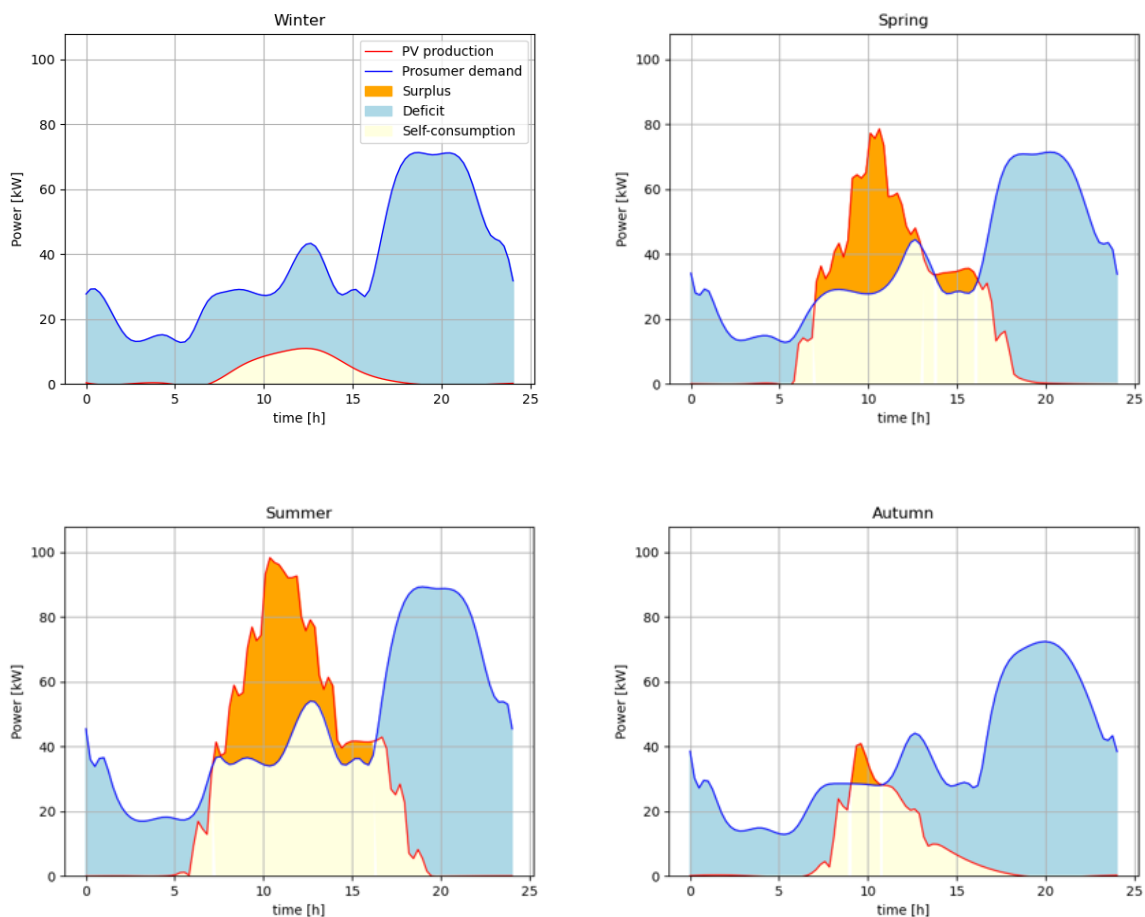 Winter
Power [kW]
100
80
60
40
20
0
PV production
Prosumer demand
Surplus
Deficit
Self-consumption
0 5 10 15 20 25
time [h]
Spring
Power [kW]
100
80
60
40
20
0
0 5 10 15 20 25
time [h]
Summer
Power [kW]
100
80
60
40
20
0
0 5 10 15 20 25
time [h]
Autumn
Power [kW]
100
80
60
40
20
0
0 5 10 15 20 25
time [h]